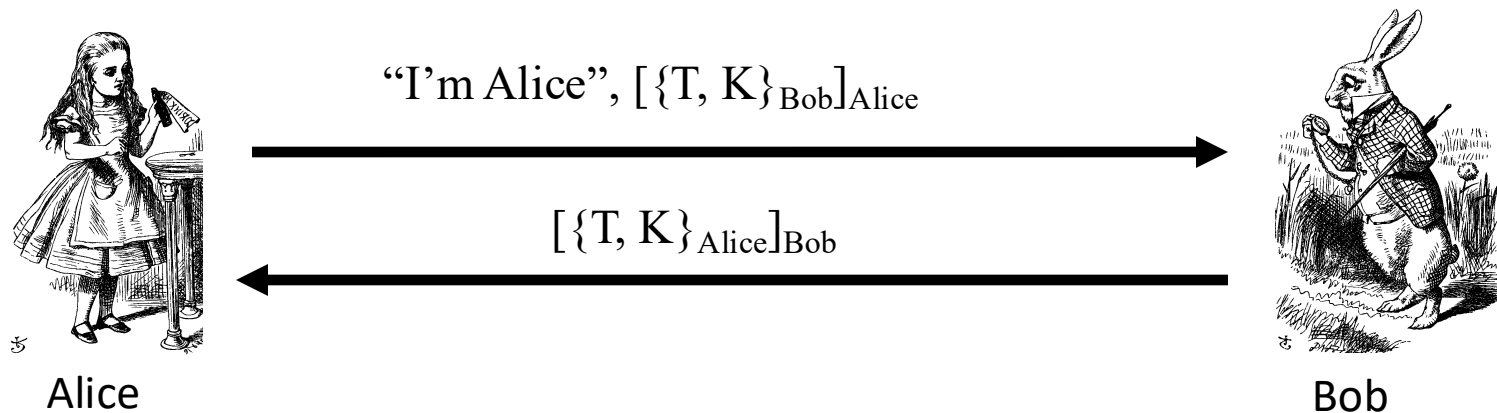 “I’m Alice”, [{T, K}Bob]Alice
[{T, K}Alice]Bob
Alice
Bob